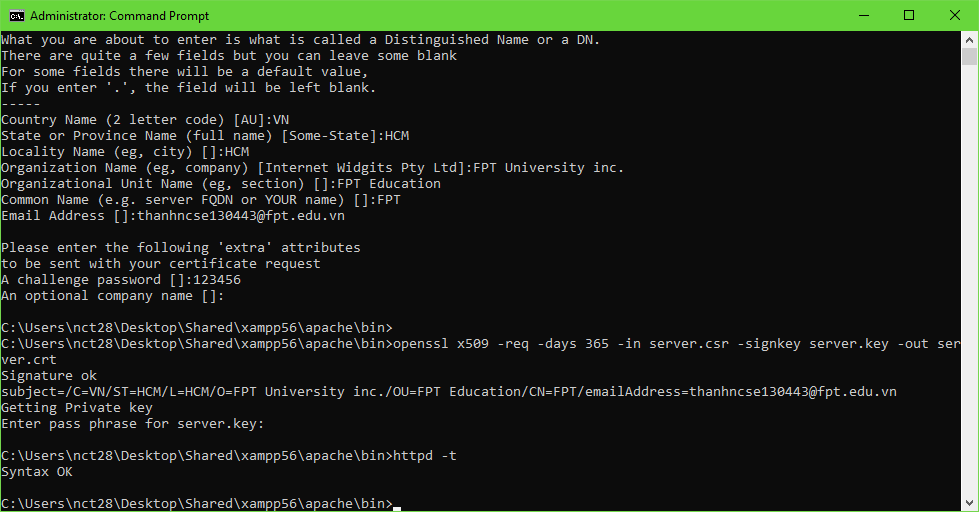 Administrator: Command Prompt
What you are about to enter is what is called a Distinguished Name or a DN.
There are quite a few fields but you can leave some blank
For some fields there will be a default value,
If you enter '.', the field will be left blank.
-----
Country Name (2 letter code) [AU]:VN
State or Province Name (full name) [Some-State]:HCM
Locality Name (eg, city) []:HCM
Organization Name (eg, company) [Internet Widgits Pty Ltd]:FPT University inc.
Organizational Unit Name (eg, section) []:FPT Education
Common Name (e.g. server FQDN or YOUR name) []:FPT
Email Address []:thanhncse130443@fpt.edu.vn
Please enter the following 'extra' attributes
to be sent with your certificate request
A challenge password []:123456
An optional company name []:
C:\Users\nct28\Desktop\Shared\xampp56\apache\bin>
C:\Users\nct28\Desktop\Shared\xampp56\apache\bin>openssl x509 -req -days 365 -in server.csr -signkey server.key -out ser
ver.crt
Signature ok
subject=/C=VN/ST=HCM/L=HCM/O=FPT University inc./OU=FPT Education/CN=FPT/emailAddress=thanhncse130443@fpt.edu.vn
Getting Private key
Enter pass phrase for server.key:
C:\Users\nct28\Desktop\Shared\xampp56\apache\bin>httpd -t
Syntax OK
C:\Users\nct28\Desktop\Shared\xampp56\apache\bin>